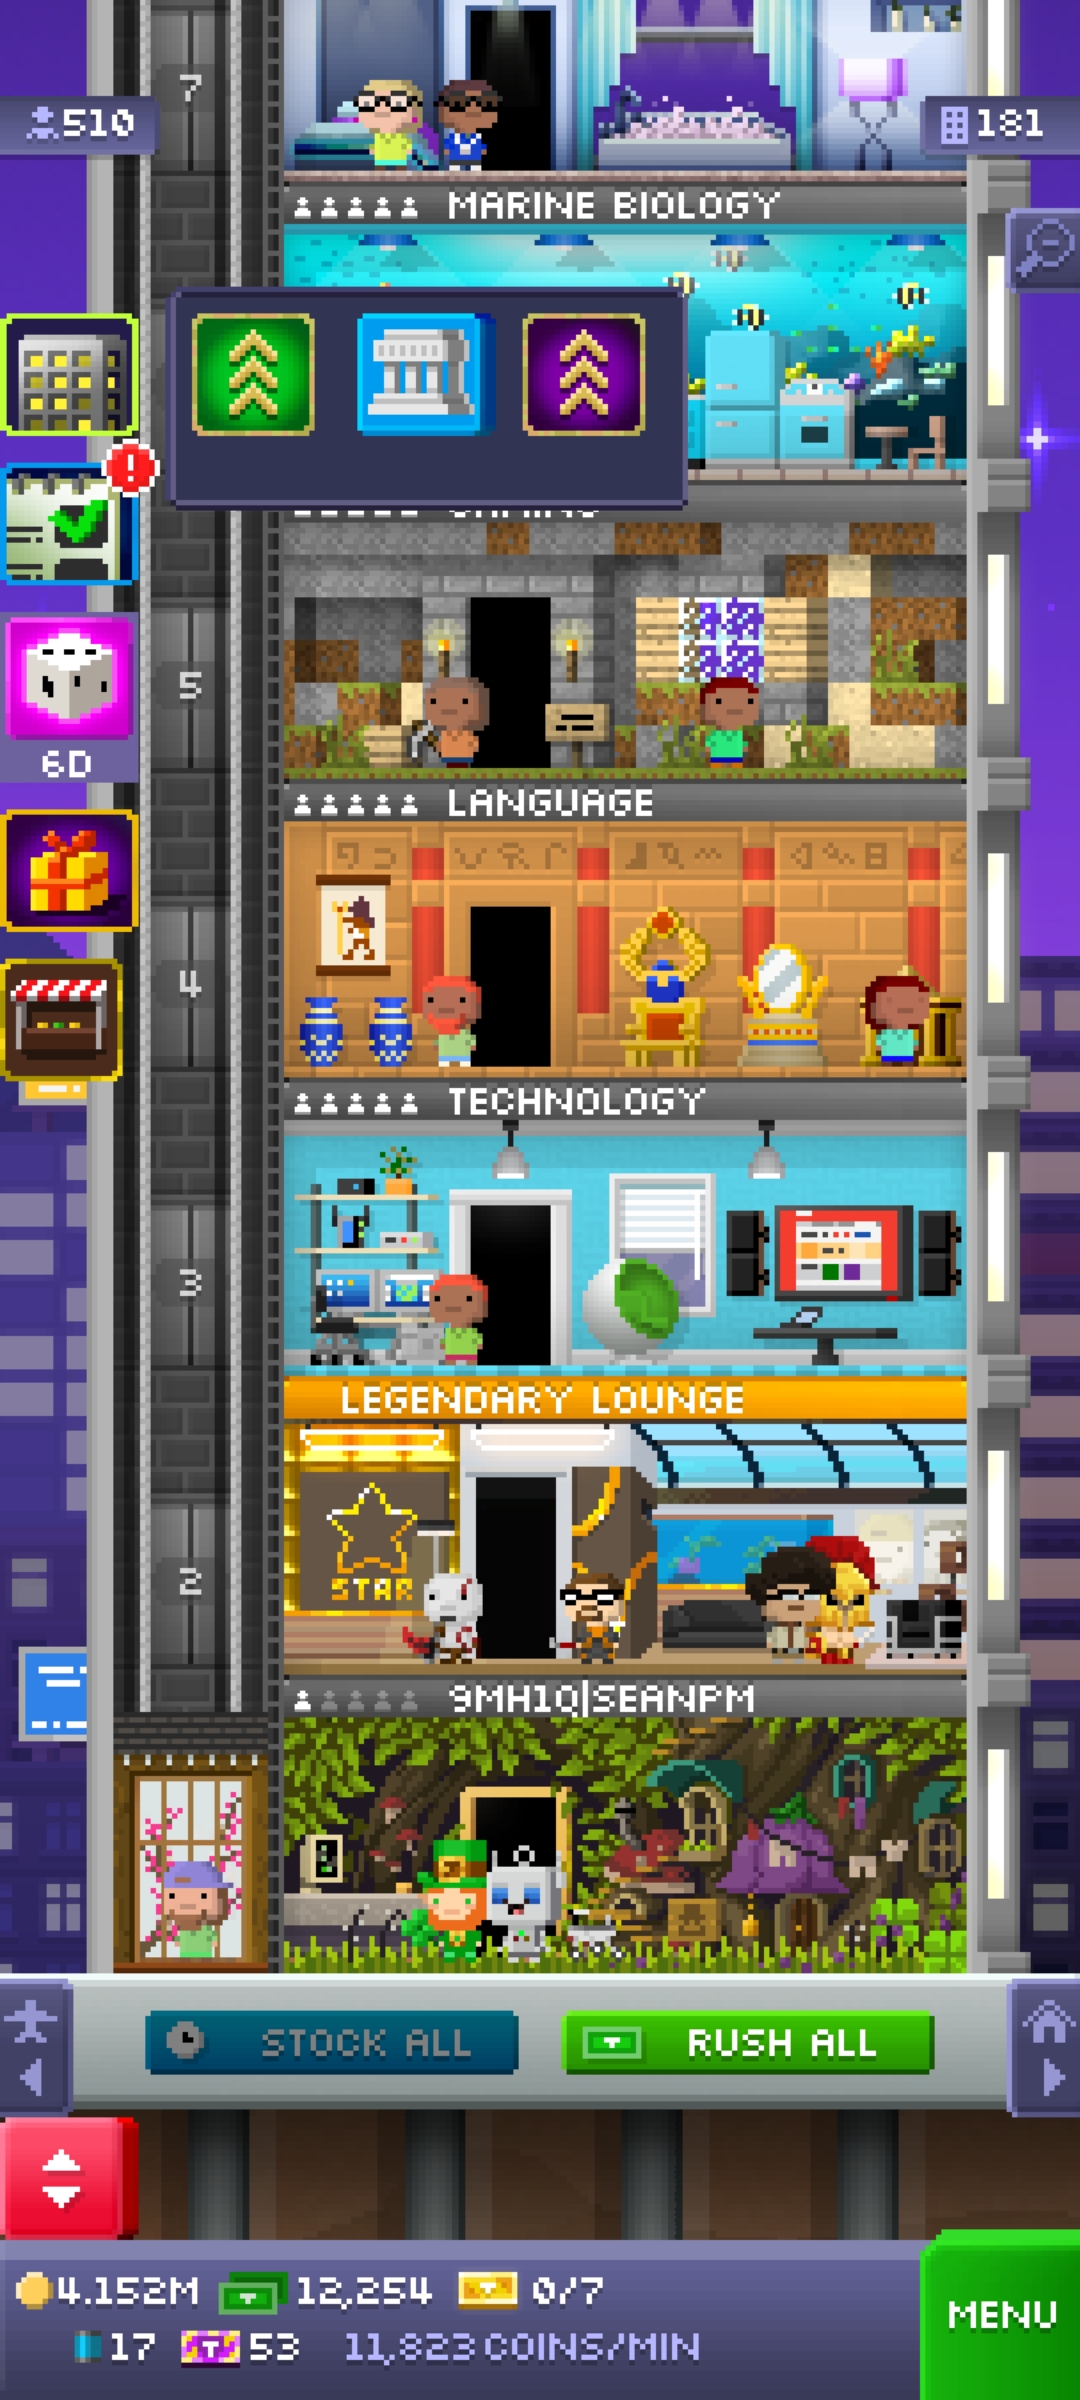 7
510
181
MARINE BIOLOGY
5
6D
LANGUAGE
4
TECHNOLOGY
3
LEGENDARY LOUNGE
STAR
2
9MH1Q|SEANPM
STOCK ALL
RUSH ALL
4.152M 12,254 0/7
17 53 11,823 COINS/MIN
MENU